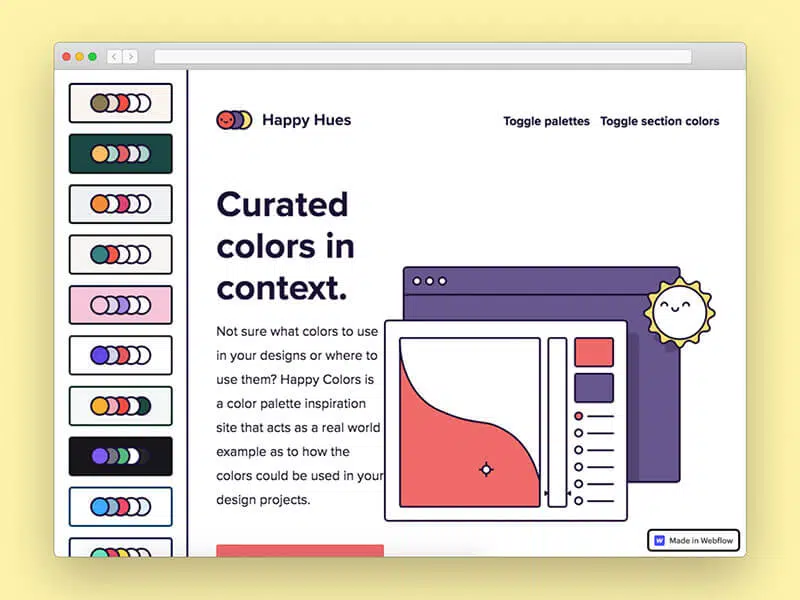 Happy Hues
Toggle palettes Toggle section colors
Curated
colors in
context.
Not sure what colors to use
in your designs or where to
use them? Happy Colors is
a color palette inspiration
site that acts as a real world
example as to how the
colors could be used in your
design projects.
W Made in Webflow